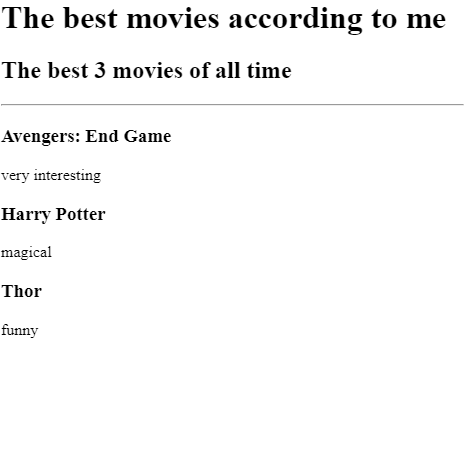 The best movies according to me
The best 3 movies of all time
Avengers: End Game
very interesting
Harry Potter
magical
Thor
funny